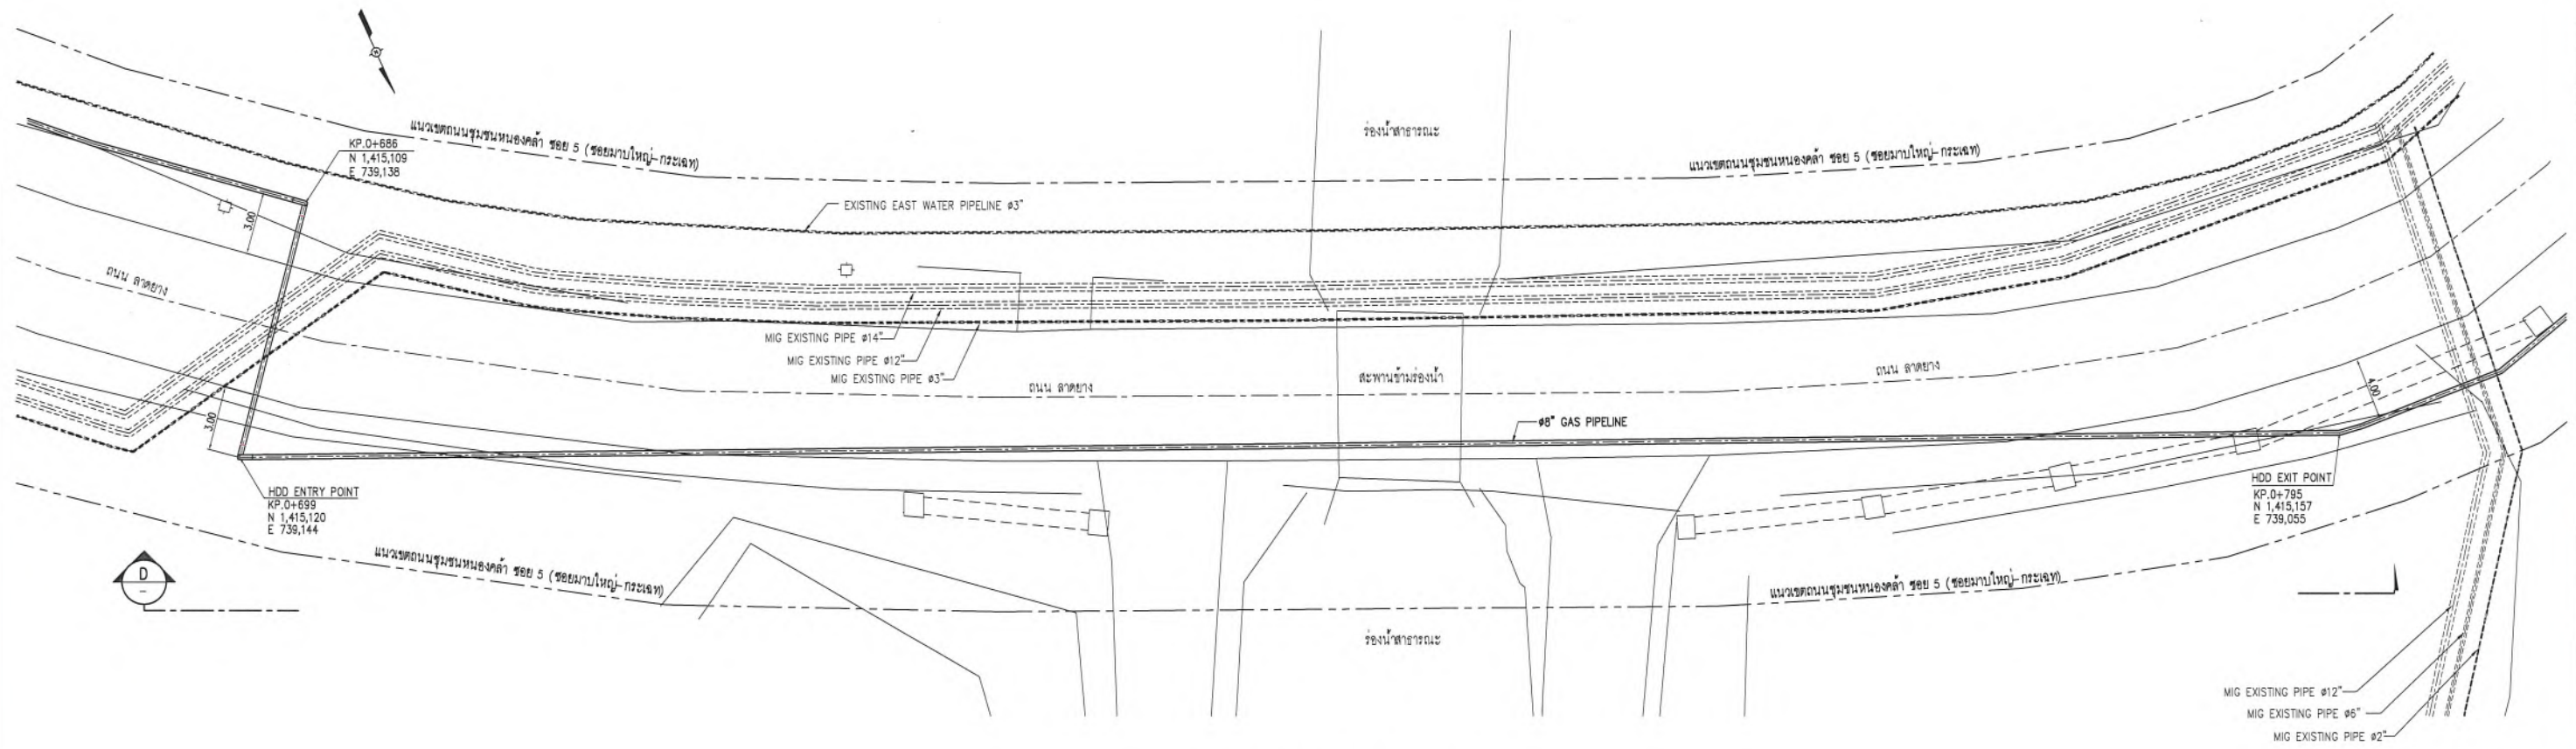 แนวเขตถนนชุมชนหนองคล้า ซอย 5 (ซอยมาบใหญ่-กระเฉท)
ร่องน้ำสาธารณะ
แนวเขตถนนชุมชนหนองคล้า ซอย 5 (ซอยมาบใหญ่-กระเฉท)
KP.0+686
N 1,415,109
E 739,138
EXISTING EAST WATER PIPELINE ø3"
3.00
ถนน ลาดยาง
MIG EXISTING PIPE ø14"
MIG EXISTING PIPE ø12"
MIG EXISTING PIPE ø3"
ถนน ลาดยาง
สะพานข้ามร่องน้ำ
ถนน ลาดยาง
4.00
3.00
ø8" GAS PIPELINE
HDD ENTRY POINT
KP.0+699
N 1,415,120
E 739,144
HDD EXIT POINT
KP.0+795
N 1,415,157
E 739,055
D
-
แนวเขตถนนชุมชนหนองคล้า ซอย 5 (ซอยมาบใหญ่-กระเฉท)
แนวเขตถนนชุมชนหนองคล้า ซอย 5 (ซอยมาบใหญ่-กระเฉท)
ร่องน้ำสาธารณะ
MIG EXISTING PIPE ø12"
MIG EXISTING PIPE ø6"
MIG EXISTING PIPE ø2"